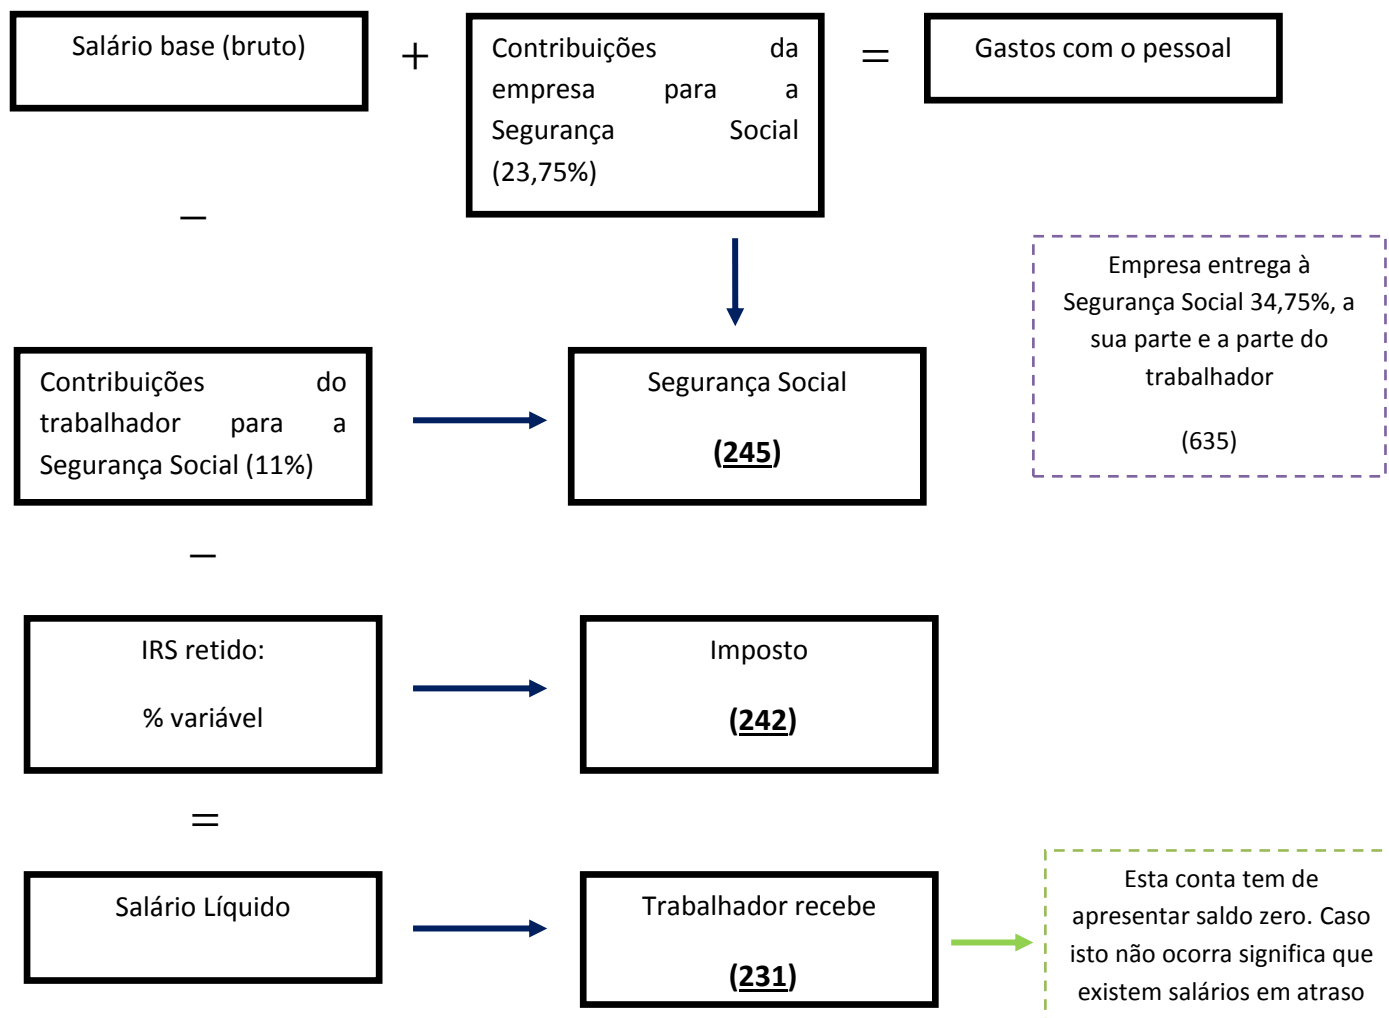 Salário base (bruto)
+
Contribuições da
empresa para a
Segurança Social
(23,75%)
=
Gastos com o pessoal
–
Empresa entrega à
Segurança Social 34,75%, a
sua parte e a parte do
trabalhador
(635)
Contribuições do
trabalhador para a
Segurança Social (11%)
Segurança Social
(245)
–
IRS retido:
% variável
Imposto
(242)
=
Salário Líquido
Trabalhador recebe
(231)
Esta conta tem de
apresentar saldo zero. Caso
isto não ocorra significa que
existem salários em atraso